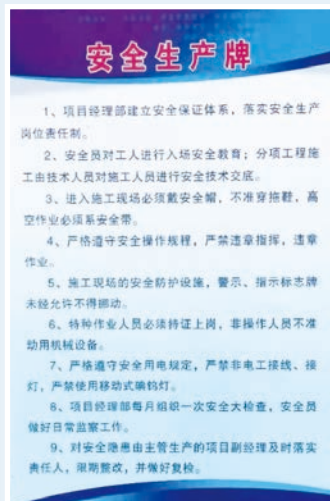 安全生产牌
1、项目经理部建立安全保证体系，落实安全生产
岗位责任制。
2、安全员对工人进行入场安全教育；分项工程施
工由技术人员对施工人员进行安全技术交底。
3、进入施工现场必须戴安全帽，不准穿拖鞋，高
空作业必须系安全带。
4、严格遵守安全操作规程，严禁违章指挥，违章
作业。
5、施工现场的安全防护设施，警示、指示标志牌
未经允许不得挪动。
6、特种作业人员必须持证上岗，非操作人员不准
动用机械设备。
7、严格遵守安全用电规定，严禁非电工接线、接
灯，严禁使用移动式碘钨灯。
8、项目经理部每月组织一次安全大检查，安全员
做好日常监察工作。
9、对安全隐患由主管生产的项目副经理及时落实
责任人，限期整改，并做好复检。